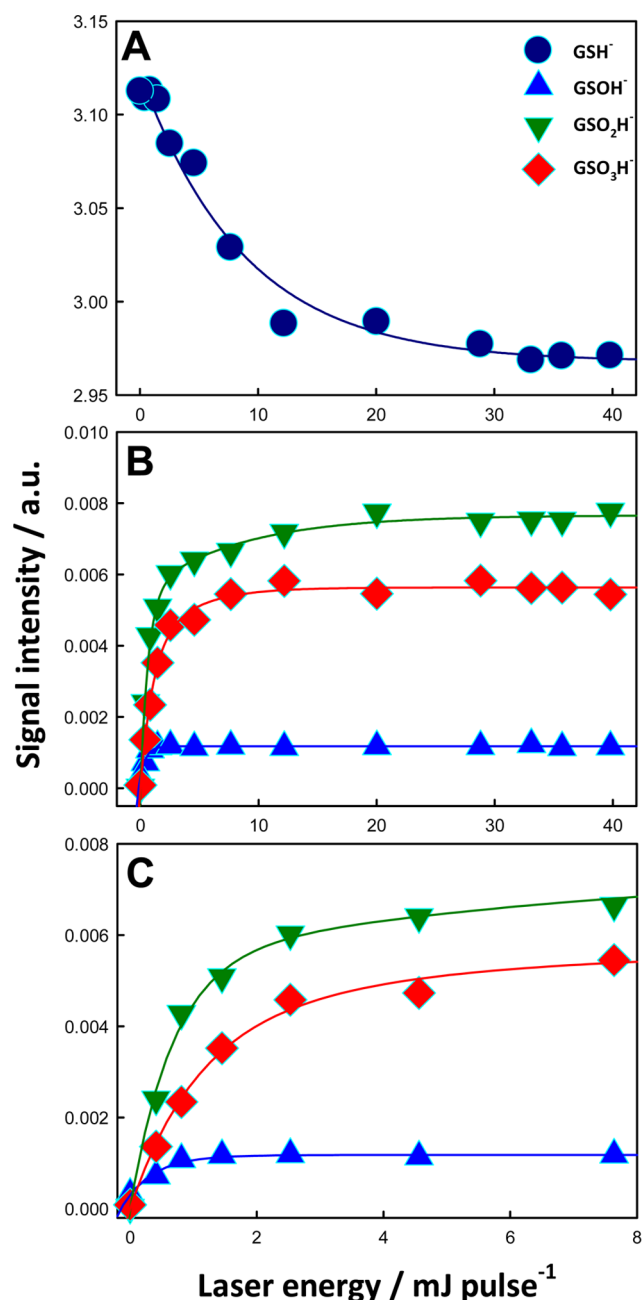 A
3.15
3.10
3.05
3.00
2.95
0 10 20 30 40
GSH⁻
GSOH⁻
GSO₂H⁻
GSO₃H⁻
B
0.010
0.008
0.006
0.004
0.002
0.000
0 10 20 30 40
C
0.008
0.006
0.004
0.002
0.000
0 2 4 6 8
Signal intensity / a.u.
Laser energy / mJ pulse⁻¹